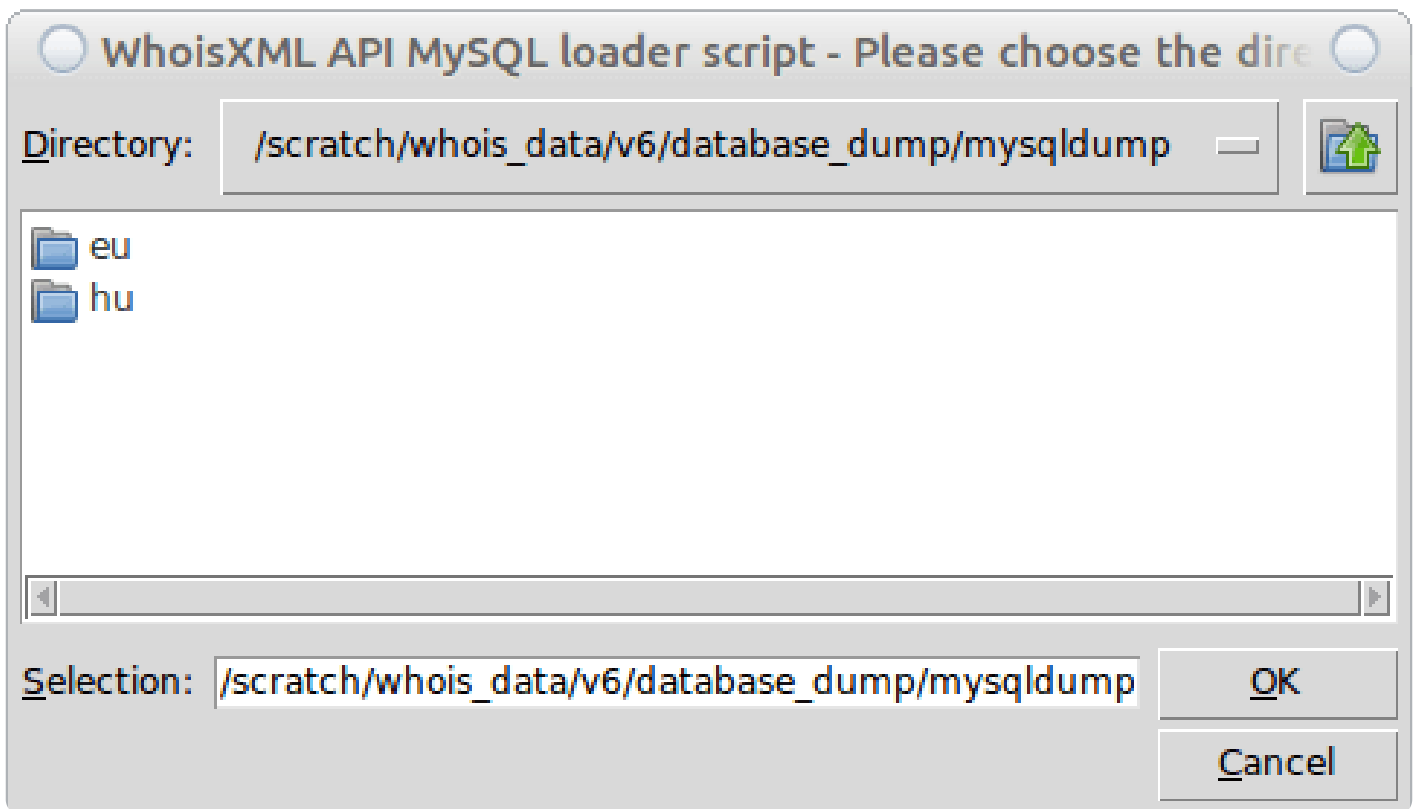 WhoisXML API MySQL loader script - Please choose the dire
Directory: /scratch/whois_data/v6/database_dump/mysqldump
eu
hu
Selection: /scratch/whois_data/v6/database_dump/mysqldump OK
Cancel